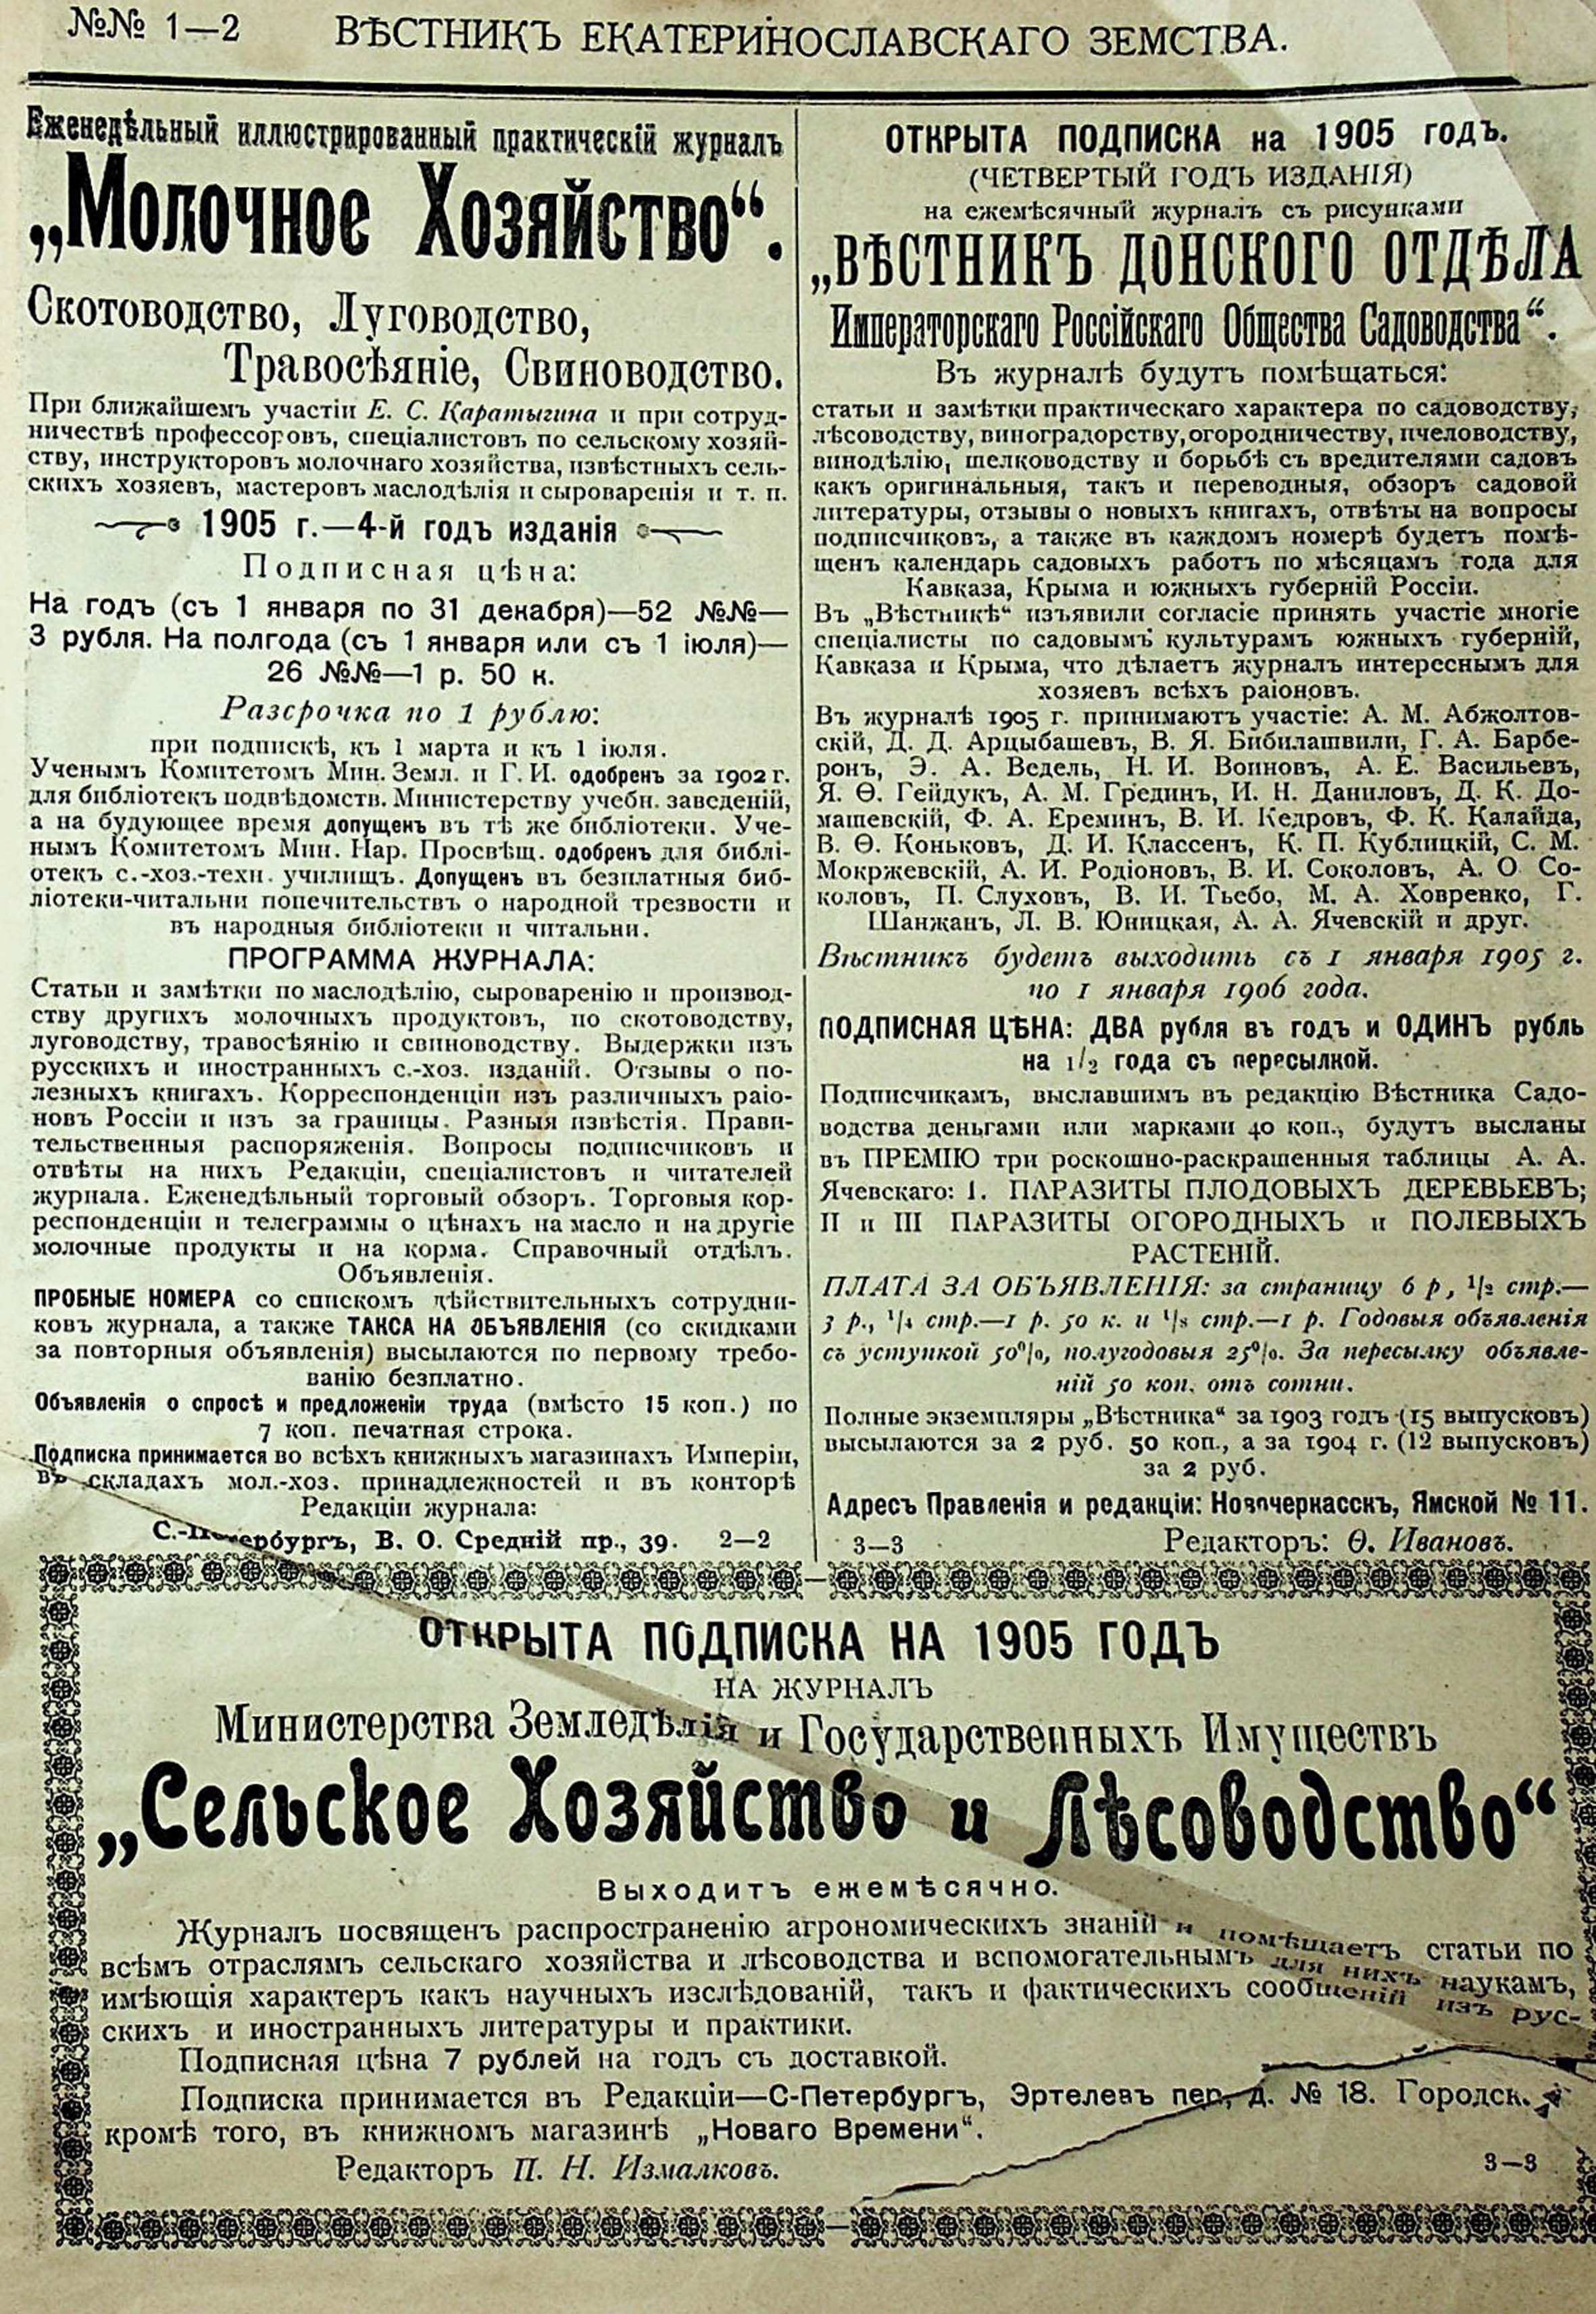 №№ 1—2 ВѢСТНИКЪ ЕКАТЕРИНОСЛАВСКАГО ЗЕМСТВА.
Еженедѣльный иллюстрированный практическій журналъ
„Молочное Хозяйство“.
Скотоводство, Луговодство,
Травосѣяніе, Свиноводство.
При ближайшемъ участіи Е. С. Каратыгина и при сотруд-
ничествѣ профессоровъ, спеціалистовъ по сельскому хозяй-
ству, инструкторовъ молочнаго хозяйства, извѣстныхъ сель-
скихъ хозяевъ, мастеровъ маслодѣлія и сыроваренія и т. п.
1905 г.—4-й годъ изданія
Подписная цѣна:
На годъ (съ 1 января по 31 декабря)—52 №№—
3 рубля. На полгода (съ 1 января или съ 1 іюля)—
26 №№—1 р. 50 к.
Разсрочка по 1 рублю:
при подпискѣ, къ 1 марта и къ 1 іюля.
Ученымъ Комитетомъ Мин. Земл. и Г. И. одобренъ за 1902 г.
для библіотекъ подвѣдомств. Министерству учебн. заведеній,
а на будующее время допущенъ въ тѣ же библіотеки. Уче-
нымъ Комитетомъ Мин. Нар. Просвѣщ. одобренъ для библі-
отекъ с.-хоз.-техн. училищъ. Допущенъ въ безплатныя биб-
ліотеки-читальни попечительствъ о народной трезвости и
въ народныя библіотеки и читальни.
ПРОГРАММА ЖУРНАЛА:
Статьи и замѣтки по маслодѣлію, сыроваренію и производ-
ству другихъ молочныхъ продуктовъ, по скотоводству,
луговодству, травосѣянію и свиноводству. Выдержки изъ
русскихъ и иностранныхъ с.-хоз. изданій. Отзывы о по-
лезныхъ книгахъ. Корреспонденціи изъ различныхъ раіо-
новъ Россіи и изъ за границы. Разныя извѣстія. Прави-
тельственныя распоряженія. Вопросы подписчиковъ и
отвѣты на нихъ Редакціи, спеціалистовъ и читателей
журнала. Еженедѣльный торговый обзоръ. Торговыя кор-
респонденціи и телеграммы о цѣнахъ на масло и на другіе
молочные продукты и на корма. Справочный отдѣлъ.
Объявленія.
ПРОБНЫЕ НОМЕРА со спискомъ дѣйствительныхъ сотрудни-
ковъ журнала, а также ТАКСА НА ОБЪЯВЛЕНІЯ (со скидками
за повторныя объявленія) высылаются по первому требо-
ванію безплатно.
Объявленія о спросѣ и предложеніи труда (вмѣсто 15 коп.) по
7 коп. печатная строка.
Подписка принимается во всѣхъ книжныхъ магазинахъ Имперіи,
въ складахъ мол.-хоз. принадлежностей и въ конторѣ
Редакціи журнала:
С.-Петербургъ, В. О. Средній пр., 39. 2—2
ОТКРЫТА ПОДПИСКА на 1905 годъ.
(ЧЕТВЕРТЫЙ ГОДЪ ИЗДАНІЯ)
на ежемѣсячный журналъ съ рисунками
„ВѢСТНИКЪ ДОНСКОГО ОТДѢЛА
Императорскаго Россійскаго Общества Садоводства“.
Въ журналѣ будутъ помѣщаться:
статьи и замѣтки практическаго характера по садоводству,
лѣсоводству, виноградорству, огородничеству, пчеловодству,
винодѣлію, шелководству и борьбѣ съ вредителями садовъ
какъ оригинальныя, такъ и переводныя, обзоръ садовой
литературы, отзывы о новыхъ книгахъ, отвѣты на вопросы
подписчиковъ, а также въ каждомъ номерѣ будетъ помѣ-
щенъ календарь садовыхъ работъ по мѣсяцамъ года для
Кавказа, Крыма и южныхъ губерній Россіи.
Въ „Вѣстникѣ“ изъявили согласіе принять участіе многіе
спеціалисты по садовымъ культурамъ южныхъ губерній,
Кавказа и Крыма, что дѣлаетъ журналъ интереснымъ для
хозяевъ всѣхъ раіоновъ.
Въ журналѣ 1905 г. принимаютъ участіе: А. М. Абжолтов-
скій, Д. Д. Арцыбашевъ, В. Я. Бибилашвили, Г. А. Барбе-
ронъ, Э. А. Ведель, Н. И. Воиновъ, А. Е. Васильевъ,
Я. Ѳ. Гейдукъ, А. М. Грединъ, И. Н. Даниловъ, Д. К. До-
машевскій, Ф. А. Ереминъ, В. И. Кедровъ, Ф. К. Калайда,
В. Ѳ. Коньковъ, Д. И. Классенъ, К. П. Кублицкій, С. М.
Мокржевскій, А. И. Родіоновъ, В. И. Соколовъ, А. О Со-
коловъ, П. Слуховъ, В. И. Тьебо, М. А. Ховренко, Г.
Шанжанъ, Л. В. Юницкая, А. А. Ячевскій и друг.
Вѣстникъ будетъ выходить съ 1 января 1905 г.
по 1 января 1906 года.
ПОДПИСНАЯ ЦѢНА: ДВА рубля въ годъ и ОДИНЪ рубль
на 1/2 года съ пересылкой.
Подписчикамъ, выславшимъ въ редакцію Вѣстника Садо-
водства деньгами или марками 40 коп., будутъ высланы
въ ПРЕМІЮ три роскошно-раскрашенныя таблицы А. А.
Ячевскаго: 1. ПАРАЗИТЫ ПЛОДОВЫХЪ ДЕРЕВЬЕВЪ;
II и III ПАРАЗИТЫ ОГОРОДНЫХЪ и ПОЛЕВЫХЪ
РАСТЕНІЙ.
ПЛАТА ЗА ОБЪЯВЛЕНІЯ: за страницу 6 р, 1/2 стр.—
3 р., 1/4 стр.—1 р. 50 к. и 1/8 стр.—1 р. Годовыя объявленія
съ уступкой 50%, полугодовыя 25%. За пересылку объявле-
ній 50 коп. отъ сотни.
Полные экземпляры „Вѣстника“ за 1903 годъ (15 выпусковъ)
высылаются за 2 руб. 50 коп., а за 1904 г. (12 выпусковъ)
за 2 руб.
Адресъ Правленія и редакціи: Новочеркасскъ, Ямской № 11.
3—3 Редакторъ: Ѳ. Ивановъ.
ОТКРЫТА ПОДПИСКА НА 1905 ГОДЪ
НА ЖУРНАЛЪ
Министерства Земледѣлія и Государственныхъ Имуществъ
„Сельское Хозяйство и Лѣсоводство“
Выходитъ ежемѣсячно.
Журналъ посвященъ распространенію агрономическихъ знаній и помѣщаетъ статьи по
всѣмъ отраслямъ сельскаго хозяйства и лѣсоводства и вспомогательнымъ для нихъ наукамъ,
имѣющія характеръ какъ научныхъ изслѣдованій, такъ и фактическихъ сообщеній изъ рус-
скихъ и иностранныхъ литературы и практики.
Подписная цѣна 7 рублей на годъ съ доставкой.
Подписка принимается въ Редакціи—С-Петербургъ, Эртелевъ пер, д. № 18. Городск.
кромѣ того, въ книжномъ магазинѣ „Новаго Времени“.
Редакторъ П. Н. Измалковъ.
3—3